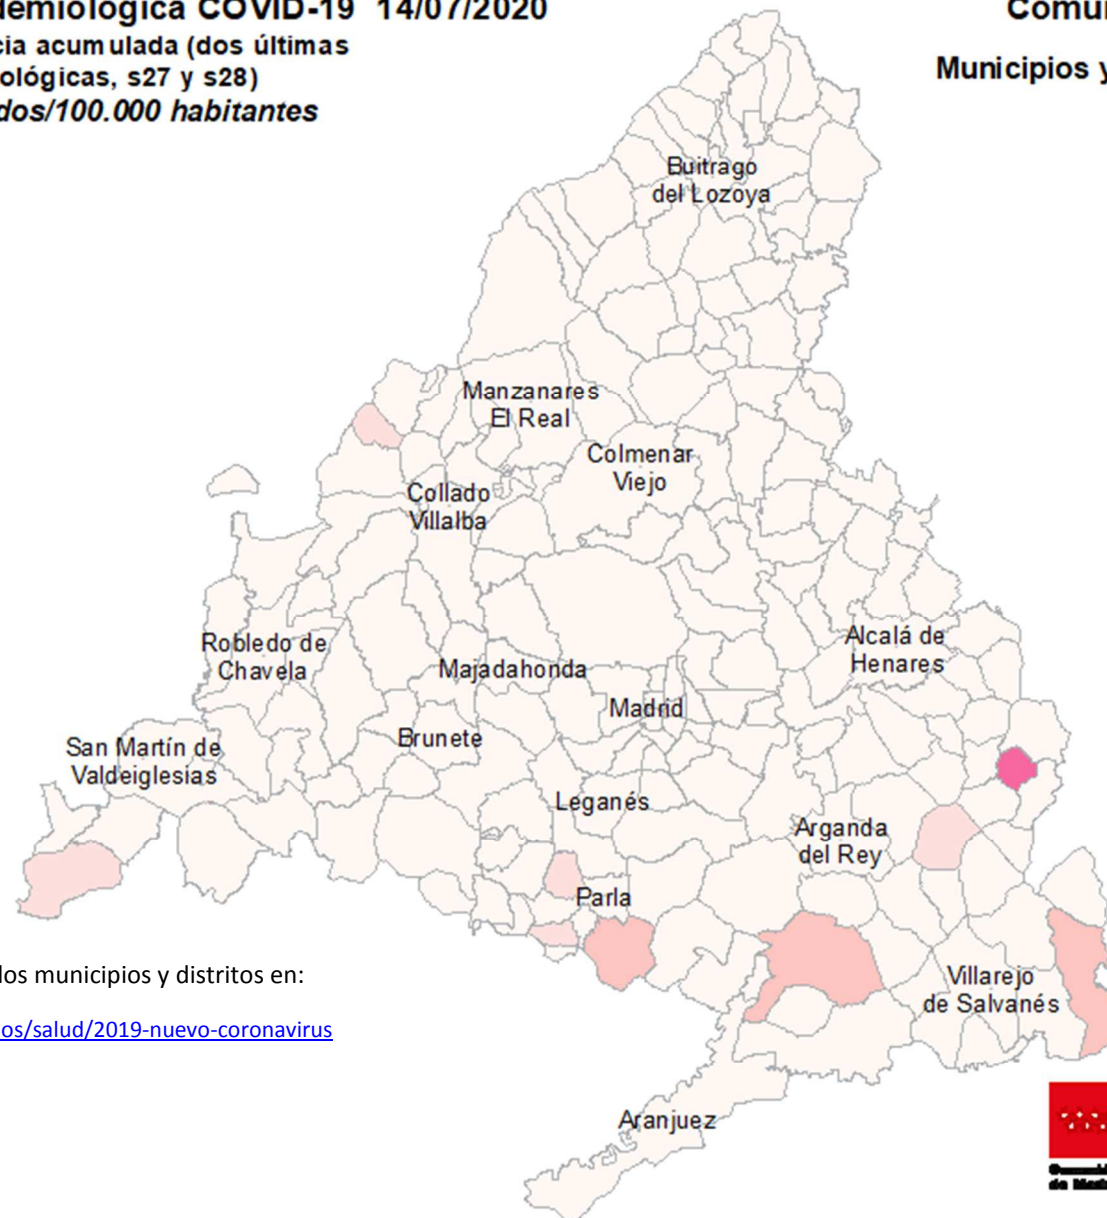 demiológica COVID-19 14/07/2020
cia acumulada (dos últimas
ológicas, s27 y s28)
dos/100.000 habitantes
Comu
Municipios y
Buitrago
del Lozoya
Manzanares
El Real
Colmenar
Viejo
Collado
Villalba
Robledo de
Chavela
Majadahonda
Alcalá de
Henares
Madrid
San Martín de
Valdeiglesias
Brunete
Leganés
Arganda
del Rey
Parla
Villarejo
de Salvanés
los municipios y distritos en:
os/salud/2019-nuevo-coronavirus
Aranjuez